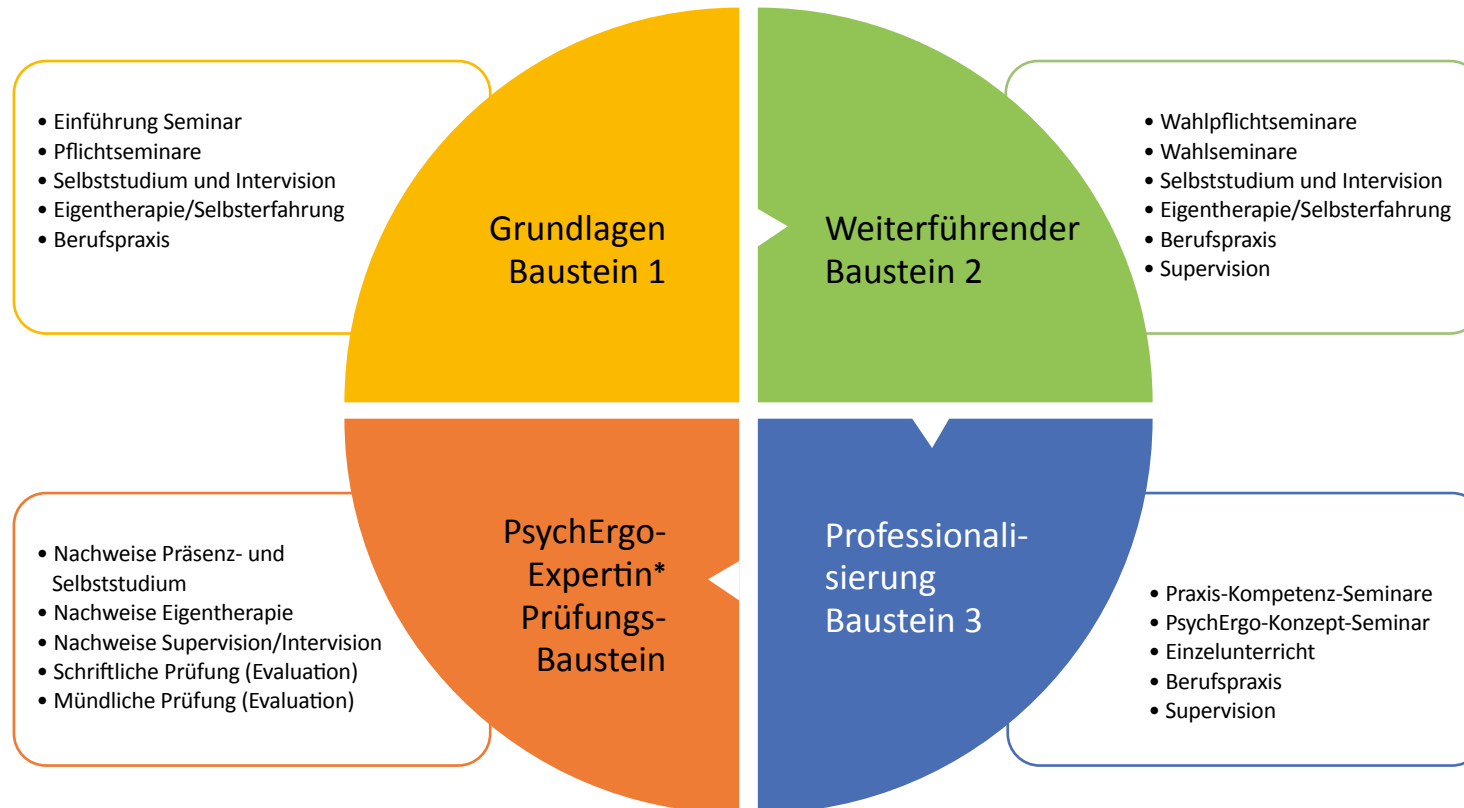 • Einführung Seminar
• Pflichtseminare
• Selbststudium und Intervision
• Eigentherapie/Selbsterfahrung
• Berufspraxis
Grundlagen
Baustein 1
Weiterführender
Baustein 2
• Wahlpflichtseminare
• Wahlseminare
• Selbststudium und Intervision
• Eigentherapie/Selbsterfahrung
• Berufspraxis
• Supervision
• Nachweise Präsenz- und
Selbststudium
• Nachweise Eigentherapie
• Nachweise Supervision/Intervision
• Schriftliche Prüfung (Evaluation)
• Mündliche Prüfung (Evaluation)
PsychErgo-
Expertin*
Prüfungs-
Baustein
Professionali-
sierung
Baustein 3
• Praxis-Kompetenz-Seminare
• PsychErgo-Konzept-Seminar
• Einzelunterricht
• Berufspraxis
• Supervision